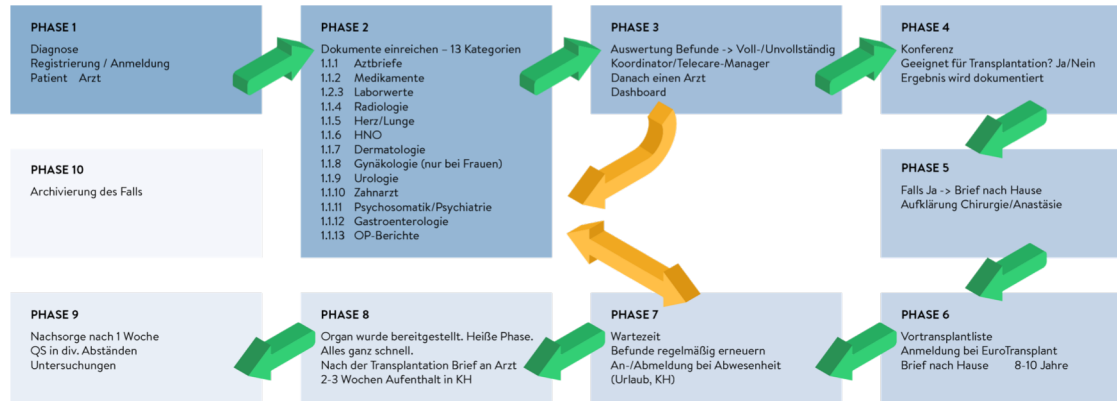 PHASE 1
Diagnose
Registrierung / Anmeldung
Patient Arzt
PHASE 2
Dokumente einreichen – 13 Kategorien
1.1.1 Aztbriefe
1.1.2 Medikamente
1.2.3 Laborwerte
1.1.4 Radiologie
1.1.5 Herz/Lunge
1.1.6 HNO
1.1.7 Dermatologie
1.1.8 Gynäkologie (nur bei Frauen)
1.1.9 Urologie
1.1.10 Zahnarzt
1.1.11 Psychosomatik/Psychiatrie
1.1.12 Gastroenterologie
1.1.13 OP-Berichte
PHASE 3
Auswertung Befunde -> Voll-/Unvollständig
Koordinator/Telecare-Manager
Danach einen Arzt
Dashboard
PHASE 4
Konferenz
Geeignet für Transplantation? Ja/Nein
Ergebnis wird dokumentiert
PHASE 5
Falls Ja -> Brief nach Hause
Aufklärung Chirurgie/Anastäsie
PHASE 6
Vortransplantliste
Anmeldung bei EuroTransplant
Brief nach Hause 8-10 Jahre
PHASE 7
Wartezeit
Befunde regelmäßig erneuern
An-/Abmeldung bei Abwesenheit
(Urlaub, KH)
PHASE 8
Organ wurde bereitgestellt. Heiße Phase.
Alles ganz schnell.
Nach der Transplantation Brief an Arzt
2-3 Wochen Aufenthalt in KH
PHASE 9
Nachsorge nach 1 Woche
QS in div. Abständen
Untersuchungen
PHASE 10
Archivierung des Falls